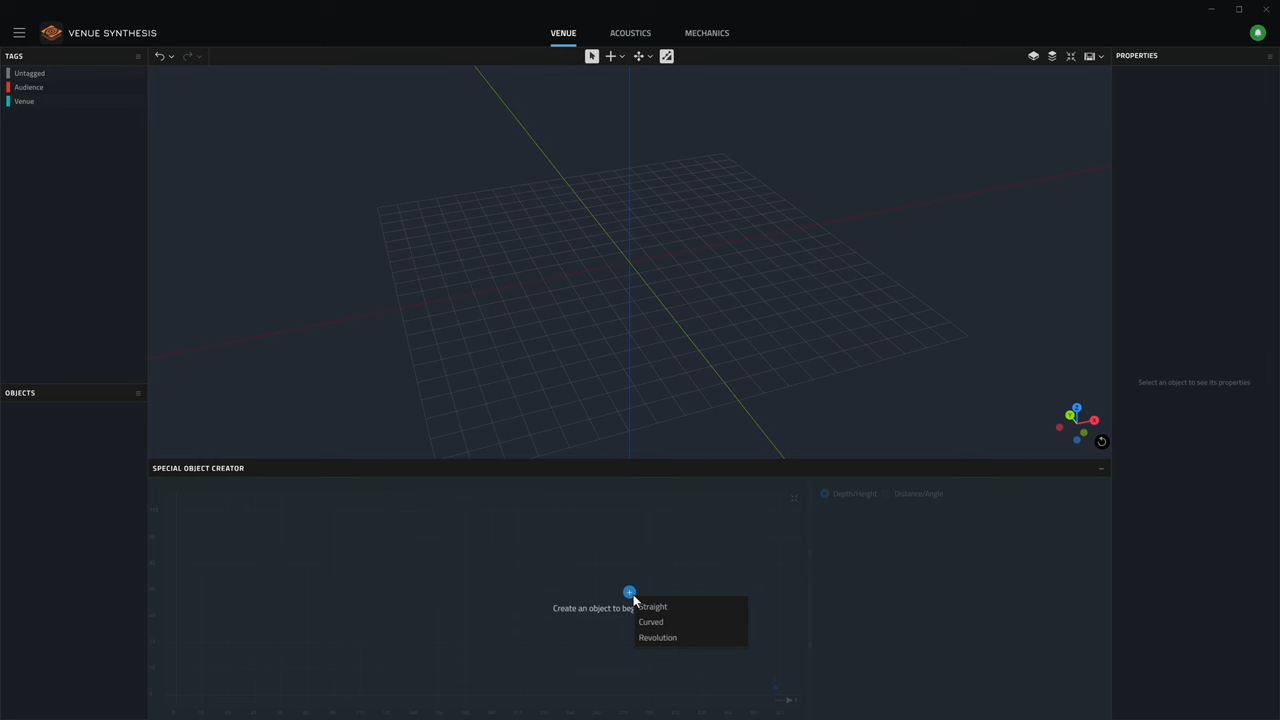 VENUE SYNTHESIS
VENUE
ACOUSTICS
MECHANICS
TAGS
PROPERTIES
Untagged
Audience
Venue
Select an object to see its properties
OBJECTS
SPECIAL OBJECT CREATOR
Depth/Height
Distance/Angle
Create an object to beg
Straight
Curved
Revolution
X
Y
Z